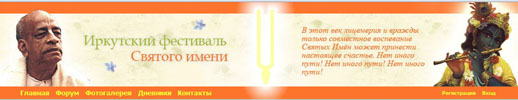 Иркутский фестиваль
Святого имени
В этот век лицемерия и вражды
только совместное воспевание
Святых Имён может принести
настоящее счастье. Нет иного
пути! Нет иного пути! Нет иного
пути!
Главная Форум Фотогалерея Дневники Контакты
Регистрация Вход